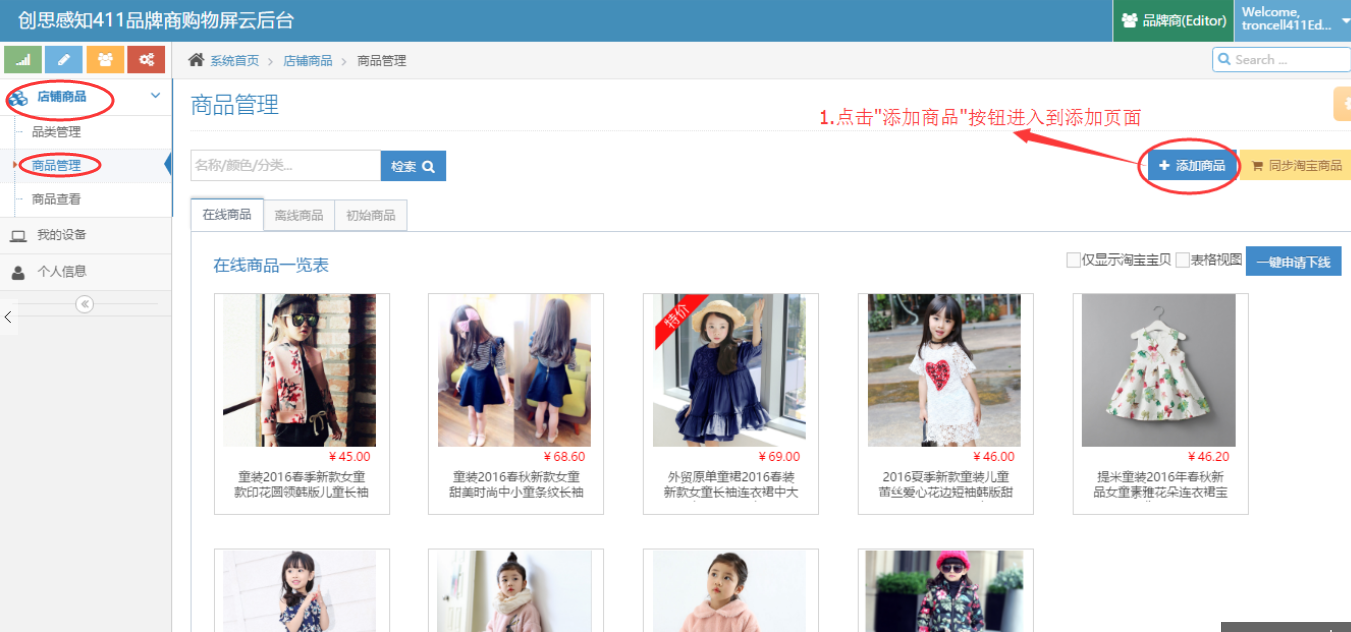 创思感知411品牌商购物屏云后台
品牌商(Editor)
Welcome,
troncell411Ed...
系统首页 > 店铺商品 > 商品管理
Search ...
店铺商品
品类管理
商品管理
商品查看
我的设备
个人信息
商品管理
1.点击"添加商品"按钮进入到添加页面
名称/颜色/分类...
检索
添加商品
同步淘宝商品
在线商品
离线商品
初始商品
在线商品一览表
仅显示淘宝宝贝
表格视图
一键申请下线
特价
¥45.00
¥68.60
¥69.00
¥46.00
¥46.20
童装2016春季新款女童
款印花圆领韩版儿童长袖
童装2016春秋新款女童
甜美时尚中小童条纹长袖
外贸原单童裙2016春装
新款女童长袖连衣裙中大
2016夏季新款童装儿童
蕾丝爱心花边短袖韩版甜
提米童装2016年春秋新
品女童素雅花朵连衣裙宝